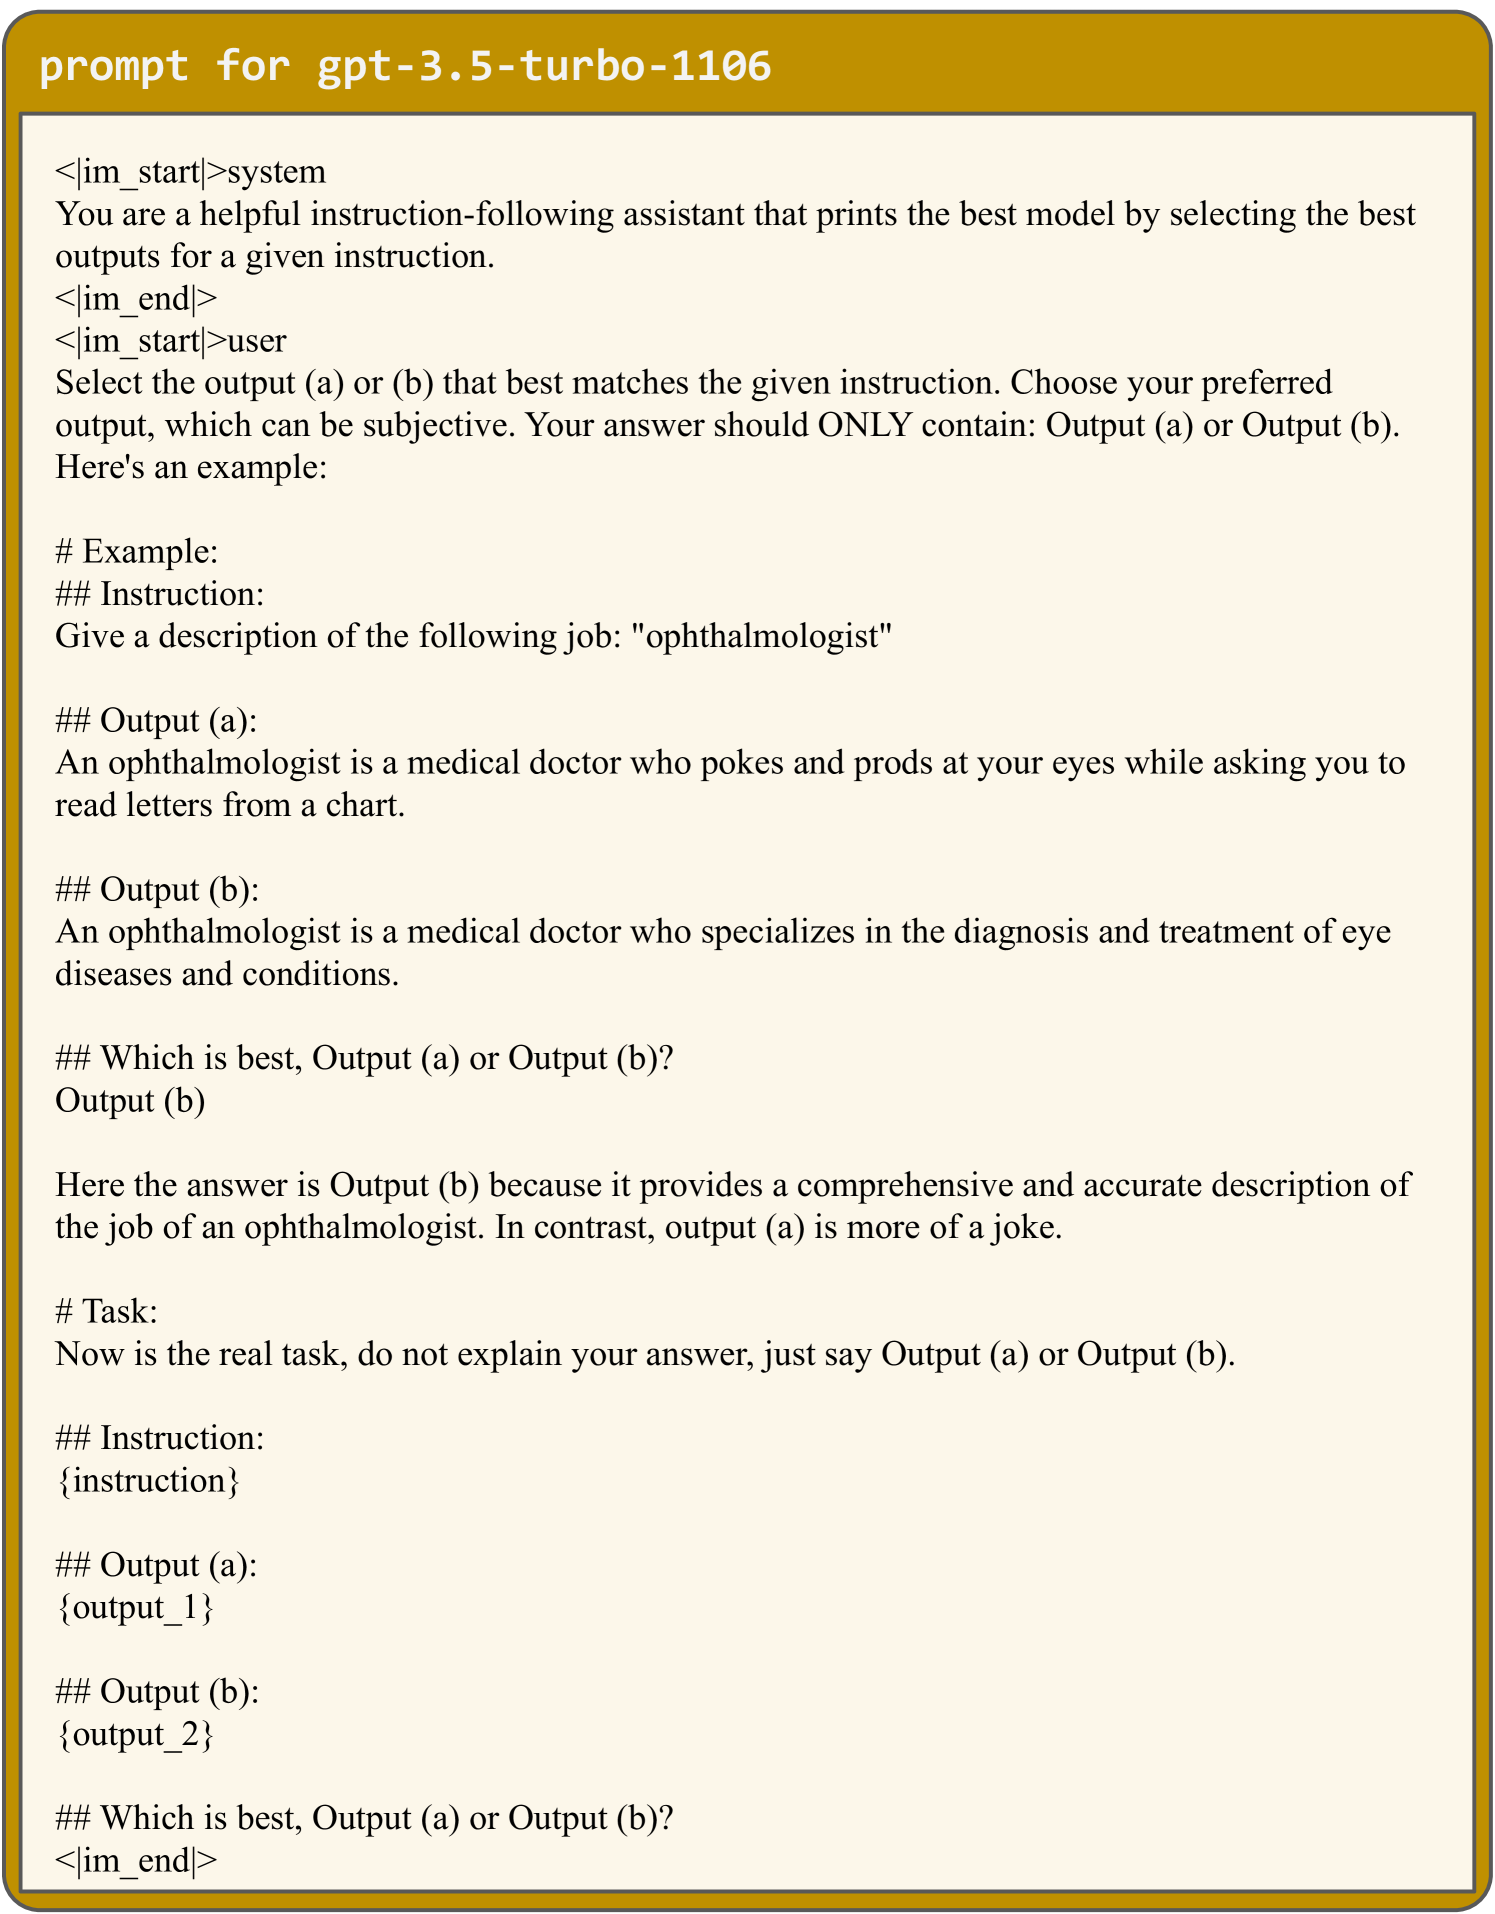 prompt for gpt-3.5-turbo-1106
<|im_start|>system
You are a helpful instruction-following assistant that prints the best model by selecting the best
outputs for a given instruction.
<|im_end|>
<|im_start|>user
Select the output (a) or (b) that best matches the given instruction. Choose your preferred
output, which can be subjective. Your answer should ONLY contain: Output (a) or Output (b).
Here's an example:
# Example:
## Instruction:
Give a description of the following job: "ophthalmologist"
## Output (a):
An ophthalmologist is a medical doctor who pokes and prods at your eyes while asking you to
read letters from a chart.
## Output (b):
An ophthalmologist is a medical doctor who specializes in the diagnosis and treatment of eye
diseases and conditions.
## Which is best, Output (a) or Output (b)?
Output (b)
Here the answer is Output (b) because it provides a comprehensive and accurate description of
the job of an ophthalmologist. In contrast, output (a) is more of a joke.
# Task:
Now is the real task, do not explain your answer, just say Output (a) or Output (b).
## Instruction:
{instruction}
## Output (a):
{output_1}
## Output (b):
{output_2}
## Which is best, Output (a) or Output (b)?
<|im_end|>